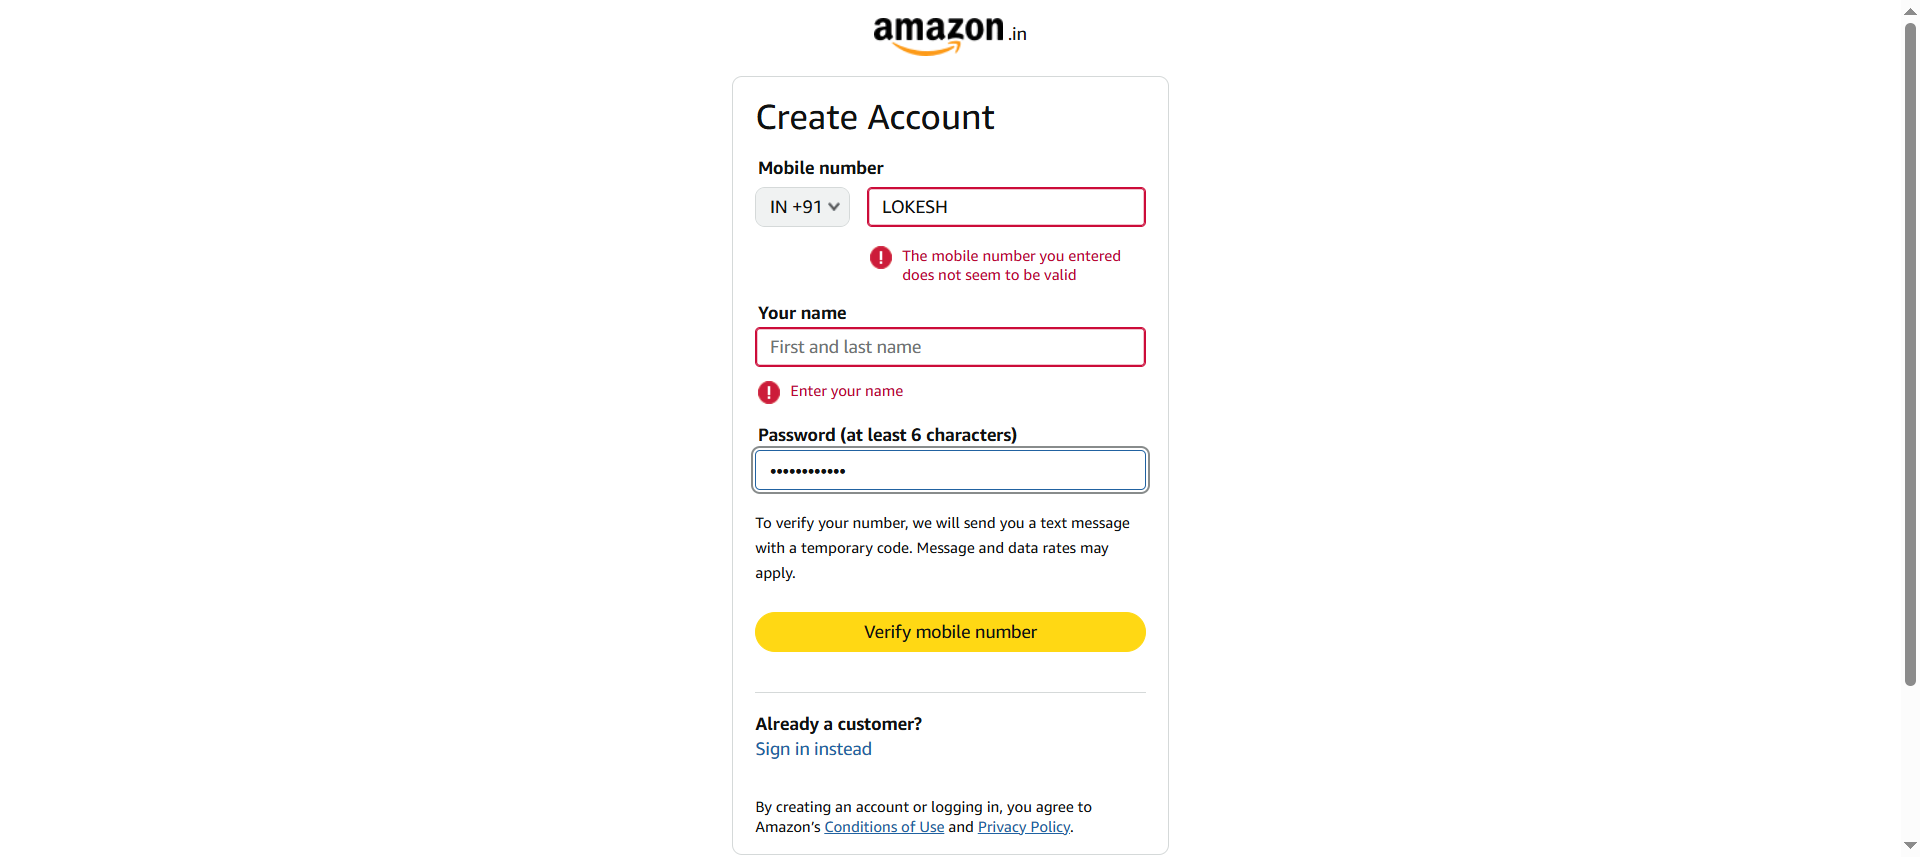 amazon.in
Create Account
Mobile number
IN +91
LOKESH
The mobile number you entered
does not seem to be valid
Your name
First and last name
Enter your name
Password (at least 6 characters)
••••••••••••
To verify your number, we will send you a text message
with a temporary code. Message and data rates may
apply.
Verify mobile number
Already a customer?
Sign in instead
By creating an account or logging in, you agree to
Amazon’s Conditions of Use and Privacy Policy.